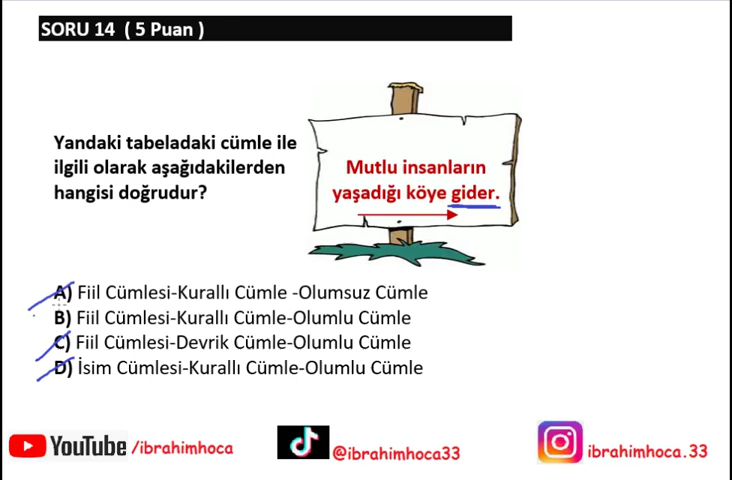 SORU 14 ( 5 Puan )
Yandaki tabeladaki cümle ile
ilgili olarak aşağıdakilerden
hangisi doğrudur?
Mutlu insanların
yaşadığı köye gider.
A) Fiil Cümlesi-Kurallı Cümle -Olumsuz Cümle
B) Fiil Cümlesi-Kurallı Cümle-Olumlu Cümle
C) Fiil Cümlesi-Devrik Cümle-Olumlu Cümle
D) İsim Cümlesi-Kurallı Cümle-Olumlu Cümle
YouTube /ibrahimhoca
@ibrahimhoca33
ibrahimhoca.33